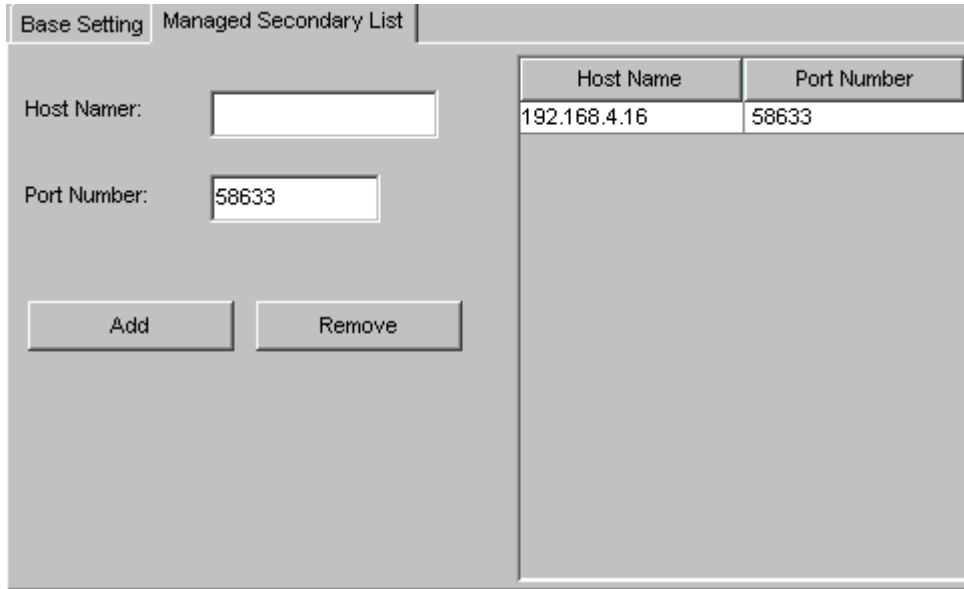 Base Setting Managed Secondary List
Host Namer:
Port Number: 58633
Add Remove
Host Name Port Number
192.168.4.16 58633